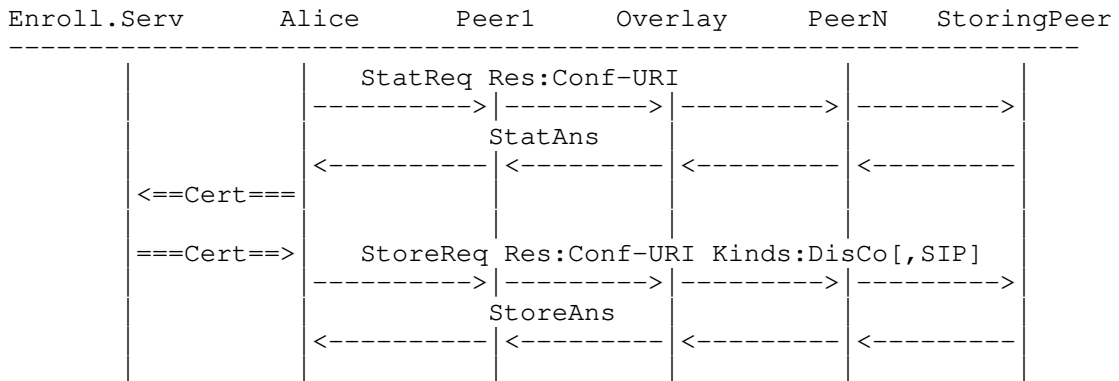 Enroll.Serv Alice Peer1 Overlay PeerN StoringPeer
StatReq Res:Conf-URI
StatAns
<==Cert===
===Cert==> StoreReq Res:Conf-URI Kinds:DisCo[,SIP]
StoreAns